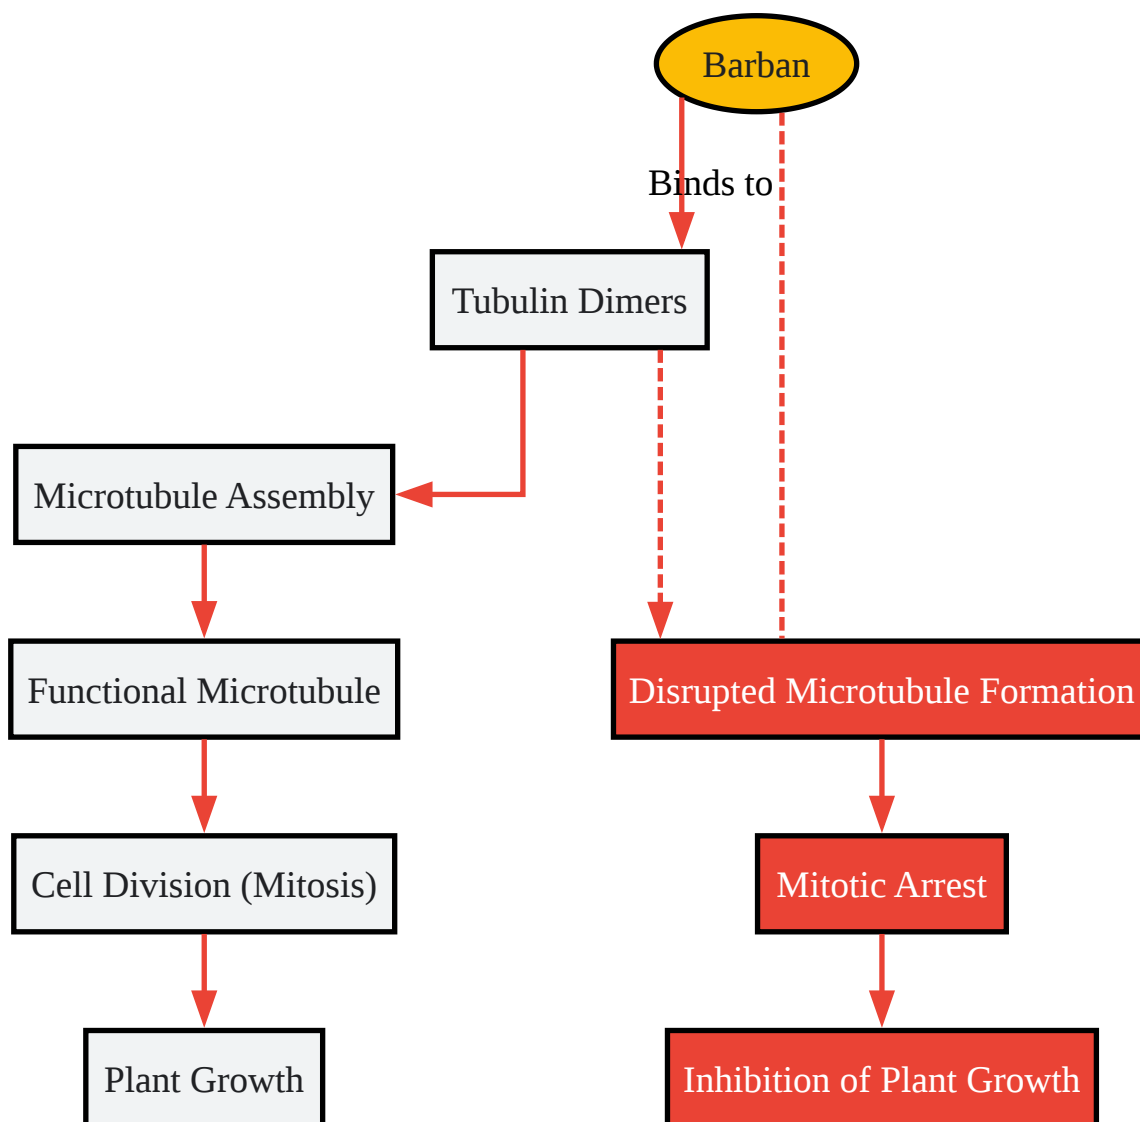 Barban
Binds to
Tubulin Dimers
Microtubule Assembly
Functional Microtubule
Disrupted Microtubule Formation
Cell Division (Mitosis)
Mitotic Arrest
Plant Growth
Inhibition of Plant Growth